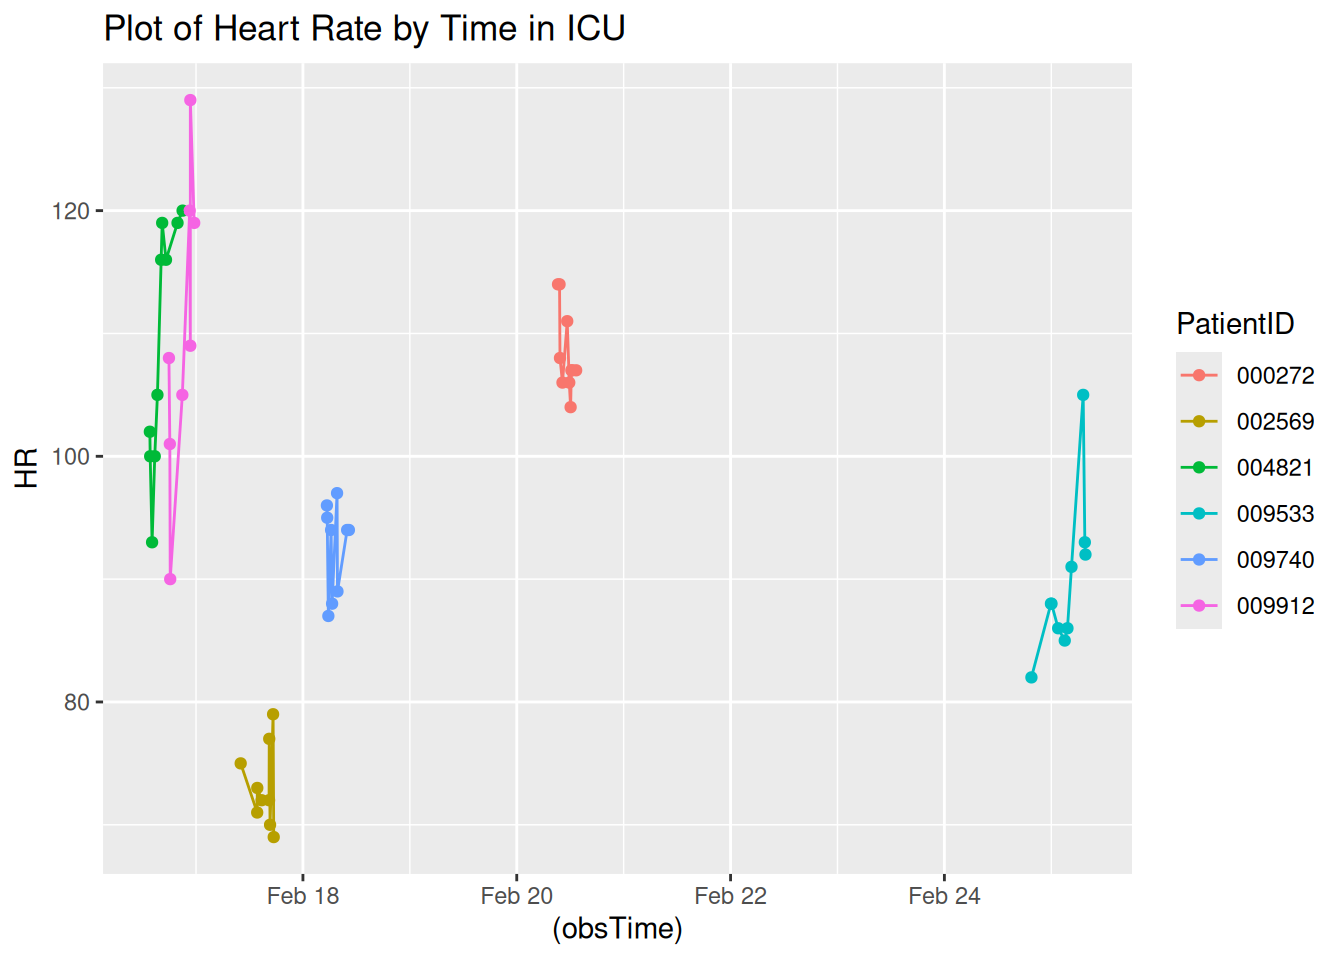 Plot of Heart Rate by Time in ICU
120
100
80
HR
Feb 18 Feb 20 Feb 22 Feb 24
(obsTime)
PatientID
000272
002569
004821
009533
009740
009912